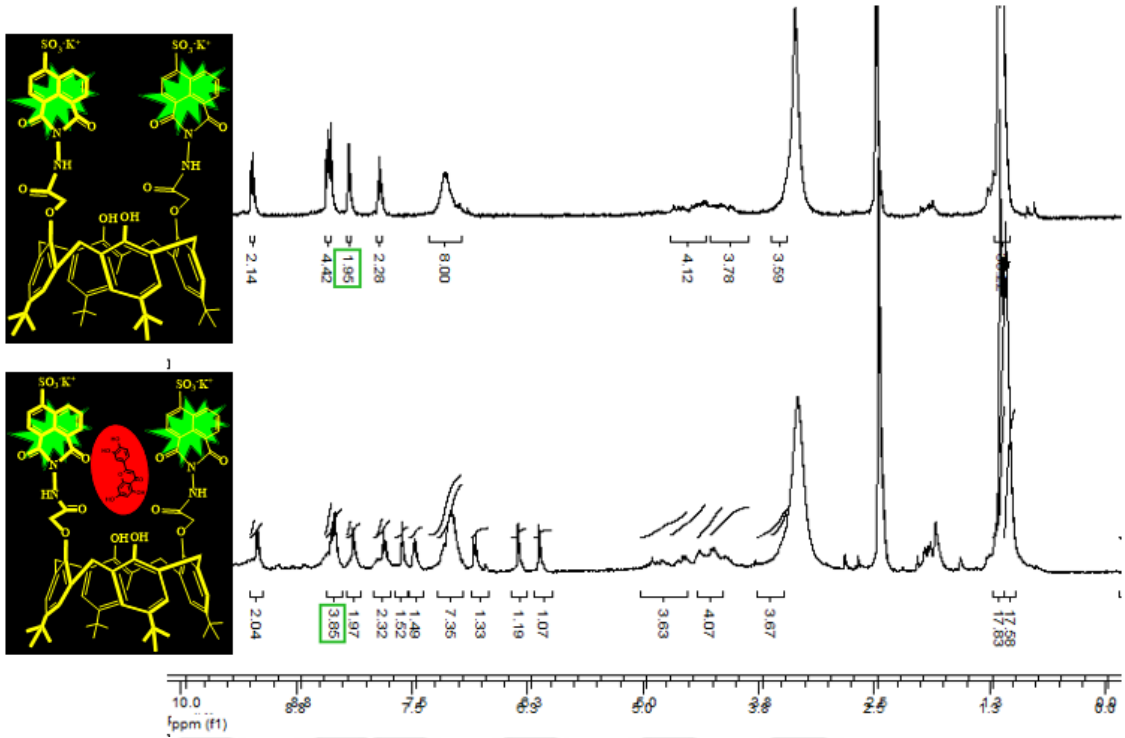 SO₃⁻K⁺ SO₃⁻K⁺
O N O O N O
NH NH
O O
O OH OH O
2.14 4.42 1.95 2.28 8.00 4.12 3.78 3.59
SO₃⁻K⁺ SO₃⁻K⁺
O N O O N O
HN NH
O O
O OH OH O
2.04 3.85 1.97 2.32 1.52 1.49 7.35 1.33 1.19 1.07 3.63 4.07 3.67 17.83 17.58
10.0 7.5 5.0 2.5 0.0
ppm (f1)